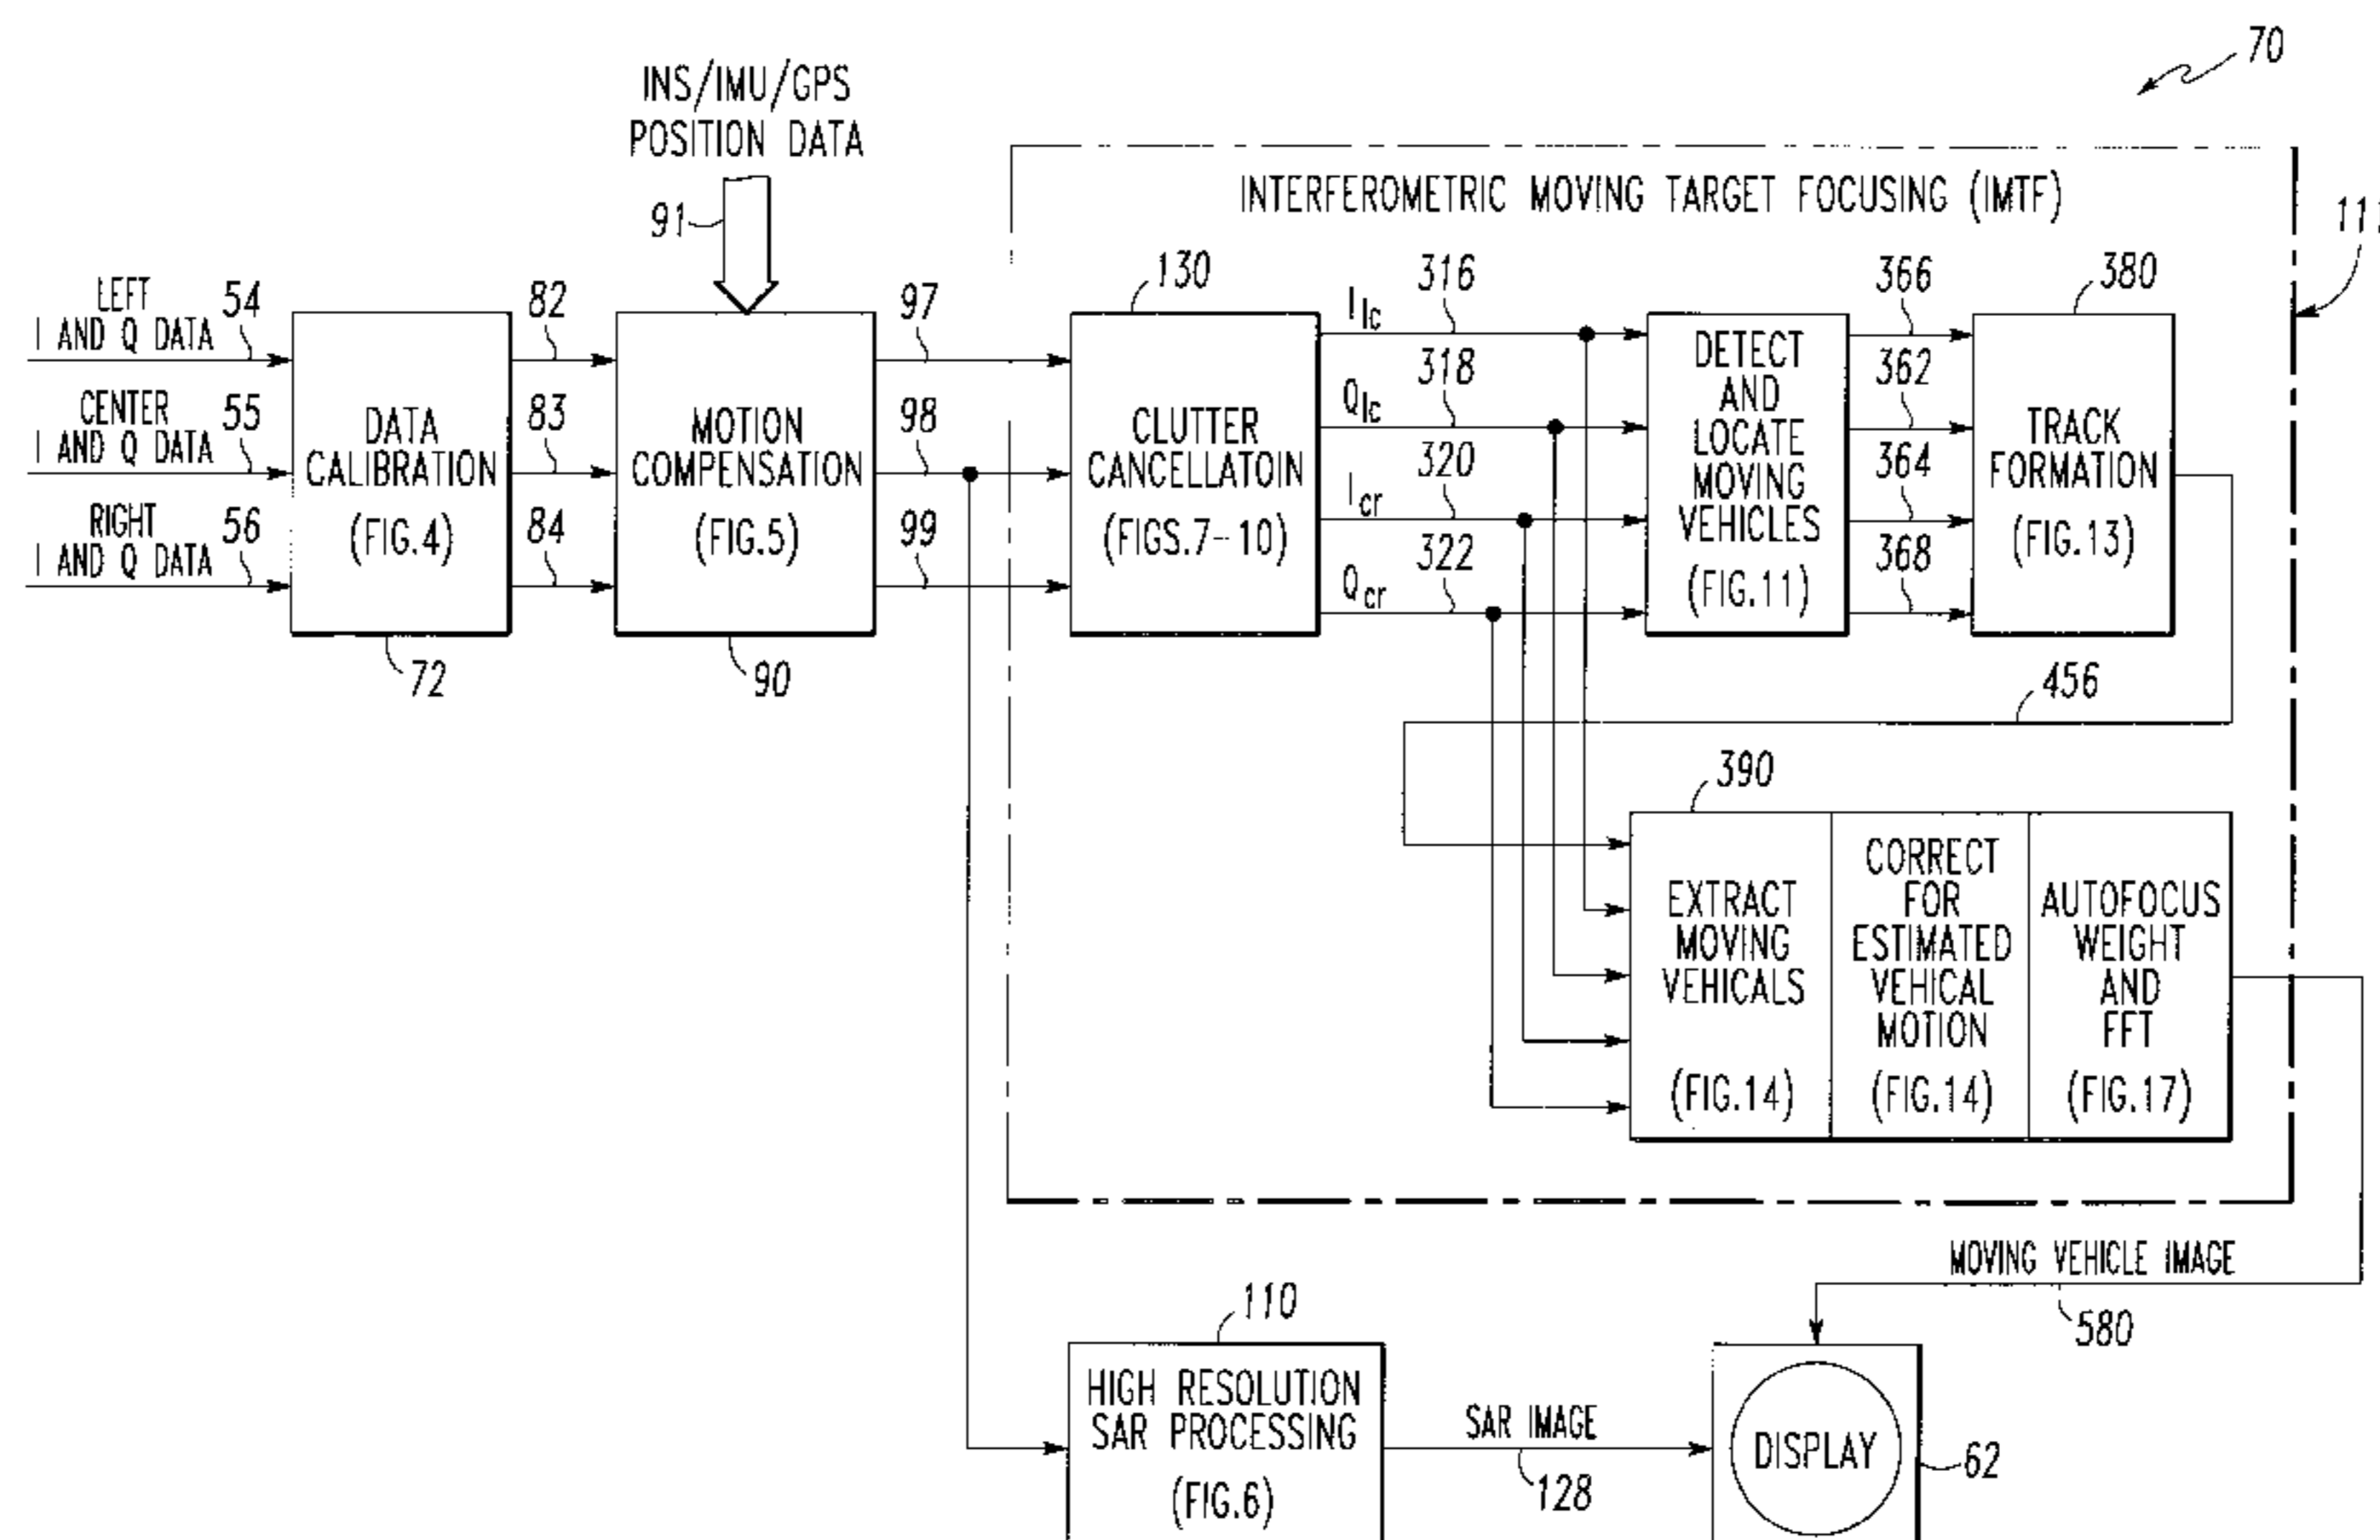 70
INS/IMU/GPS
POSITION DATA
91
INTERFEROMETRIC MOVING TARGET FOCUSING (IMTF)
LEFT
I AND Q DATA
54
CENTER
I AND Q DATA
55
RIGHT
I AND Q DATA
56
DATA
CALIBRATION
(FIG.4)
72
82
83
84
MOTION
COMPENSATION
(FIG.5)
90
97
98
99
130
CLUTTER
CANCELLATOIN
(FIGS.7-10)
Ilc
316
Qlc
318
Icr
320
Qcr
322
DETECT
AND
LOCATE
MOVING
VEHICLES
(FIG.11)
366
362
364
368
380
TRACK
FORMATION
(FIG.13)
456
390
EXTRACT
MOVING
VEHICALS
(FIG.14)
CORRECT
FOR
ESTIMATED
VEHICAL
MOTION
(FIG.14)
AUTOFOCUS
WEIGHT
AND
FFT
(FIG.17)
MOVING VEHICLE IMAGE
580
110
HIGH RESOLUTION
SAR PROCESSING
(FIG.6)
SAR IMAGE
128
DISPLAY
62